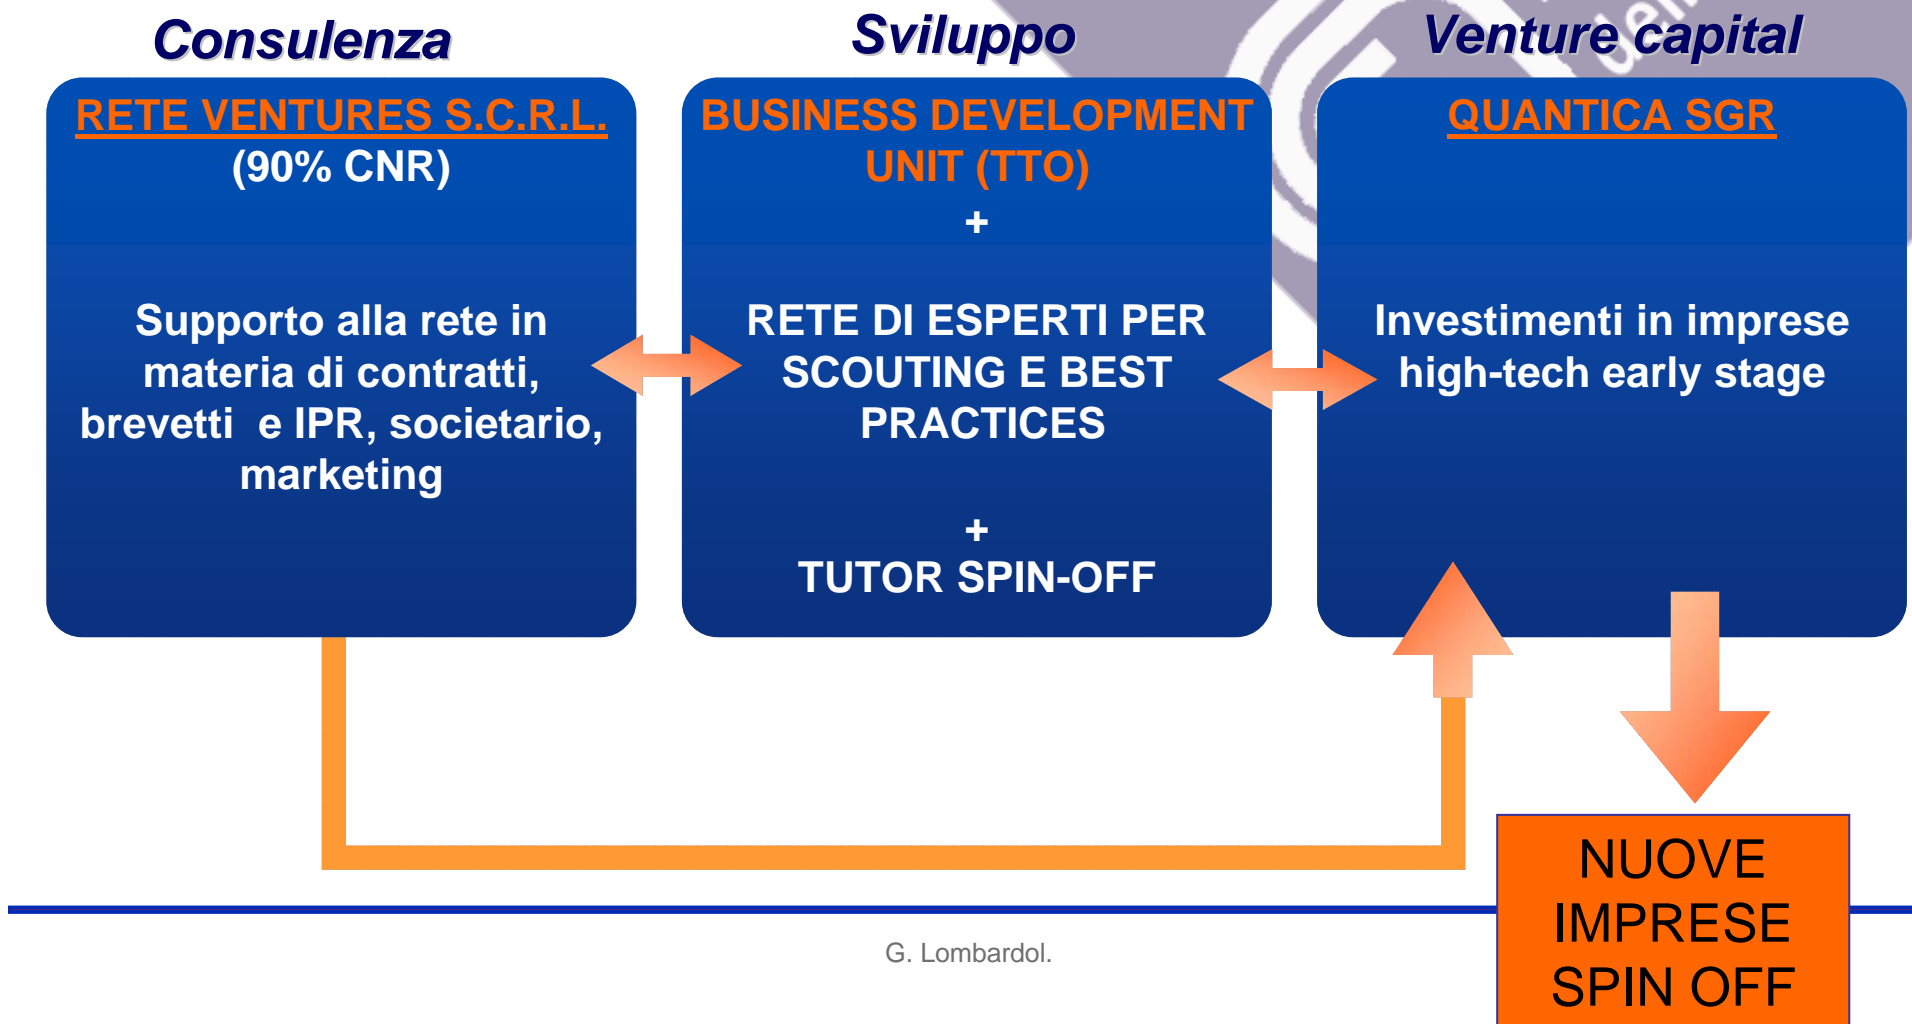 Consulenza
RETE VENTURES S.C.R.L.
(90% CNR)
Supporto alla rete in
materia di contratti,
brevetti e IPR, societario,
marketing
Sviluppo
BUSINESS DEVELOPMENT
UNIT (TTO)
+
RETE DI ESPERTI PER
SCOUTING E BEST
PRACTICES
+
TUTOR SPIN-OFF
Venture capital
QUANTICA SGR
Investimenti in imprese
high-tech early stage
NUOVE
IMPRESE
SPIN OFF
G. Lombardol.